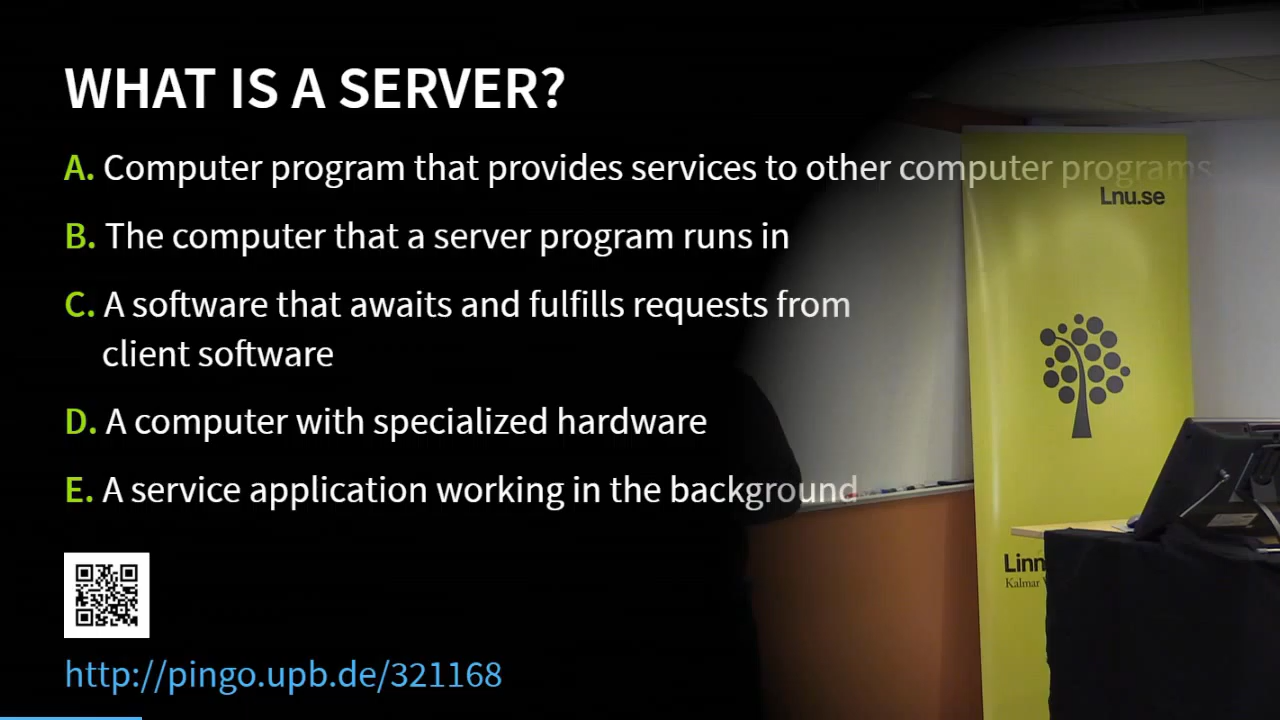 WHAT IS A SERVER?
A. Computer program that provides services to other computer programs
B. The computer that a server program runs in
C. A software that awaits and fulfills requests from
client software
D. A computer with specialized hardware
E. A service application working in the background
http://pingo.upb.de/321168
Lnu.se
Linn
Kalmar